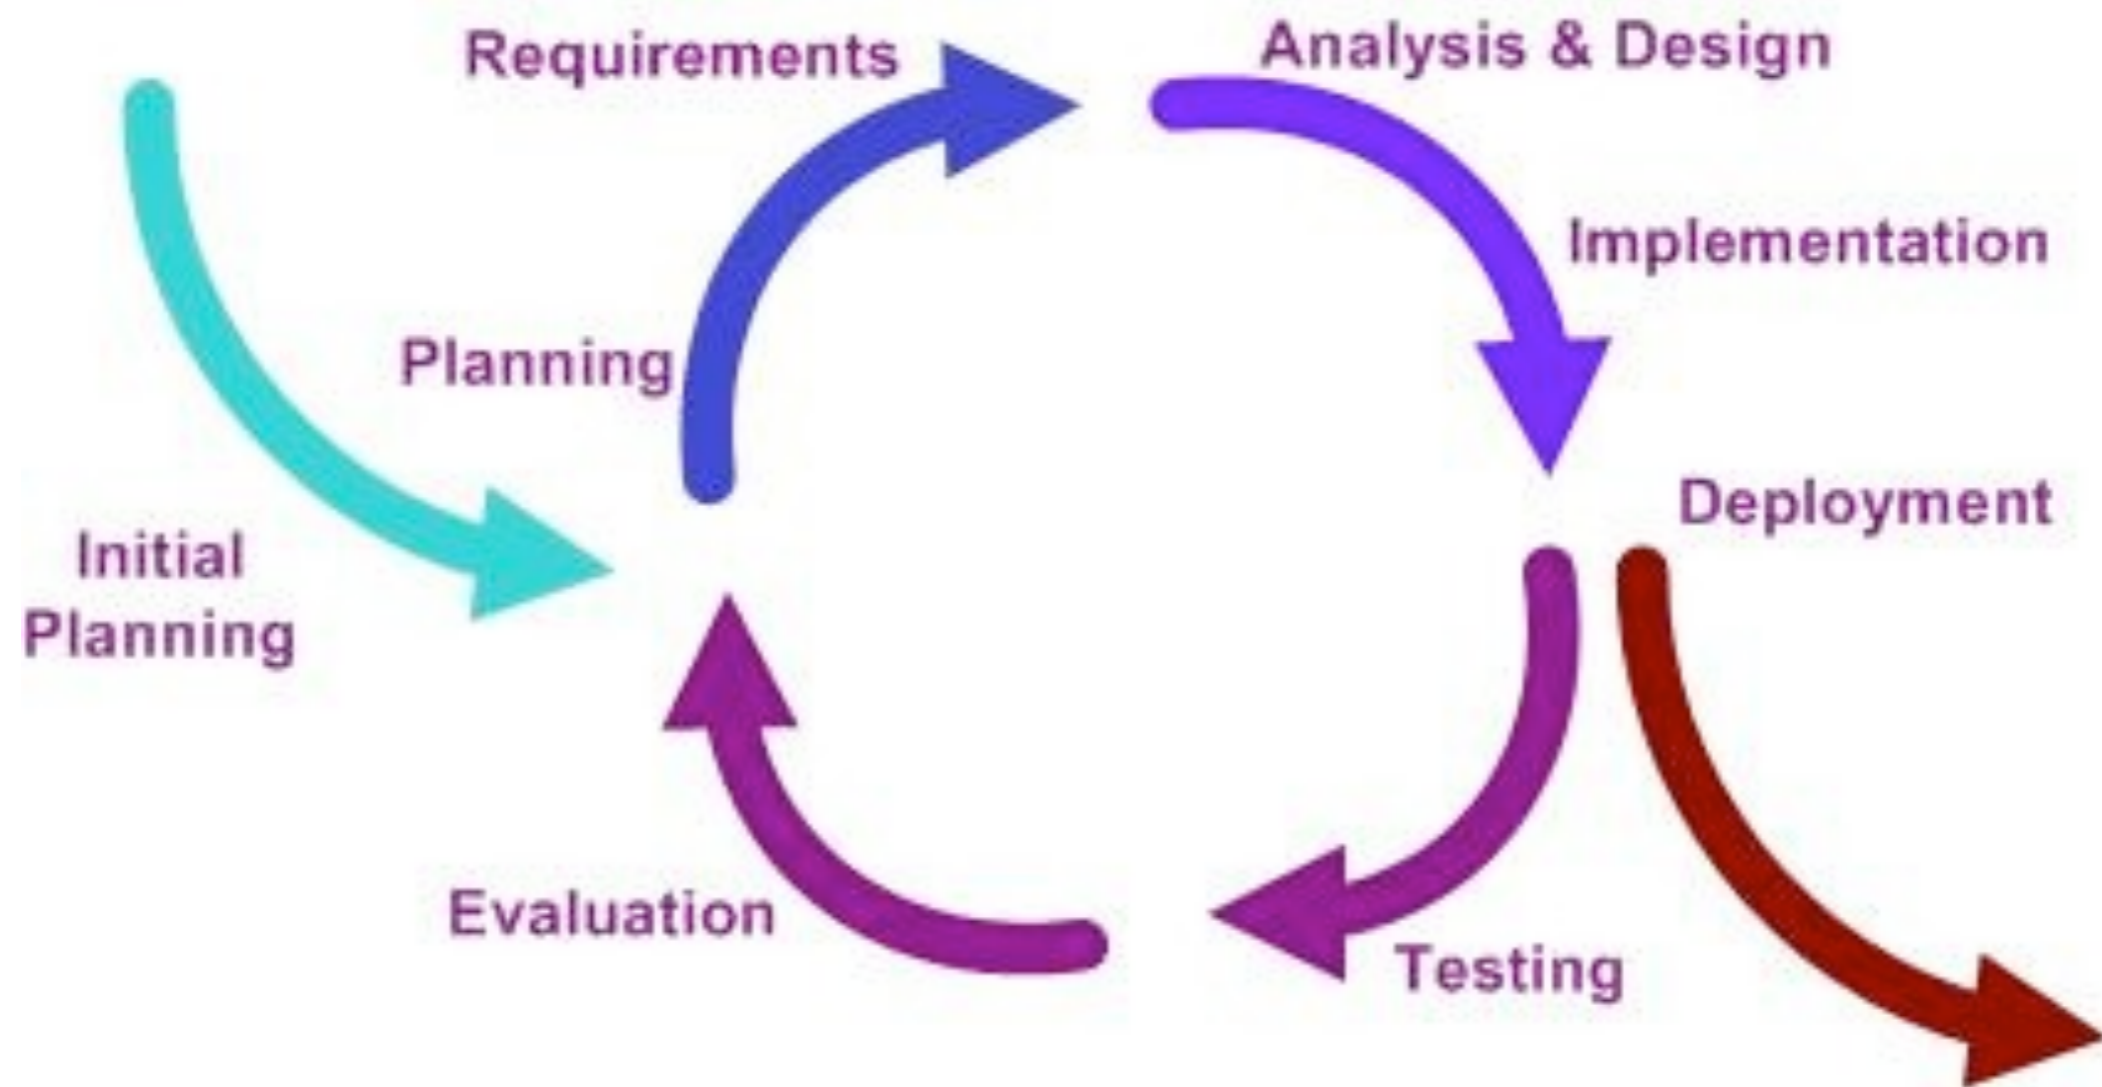 Requirements
Analysis & Design
Implementation
Planning
Deployment
Initial
Planning
Evaluation
Testing